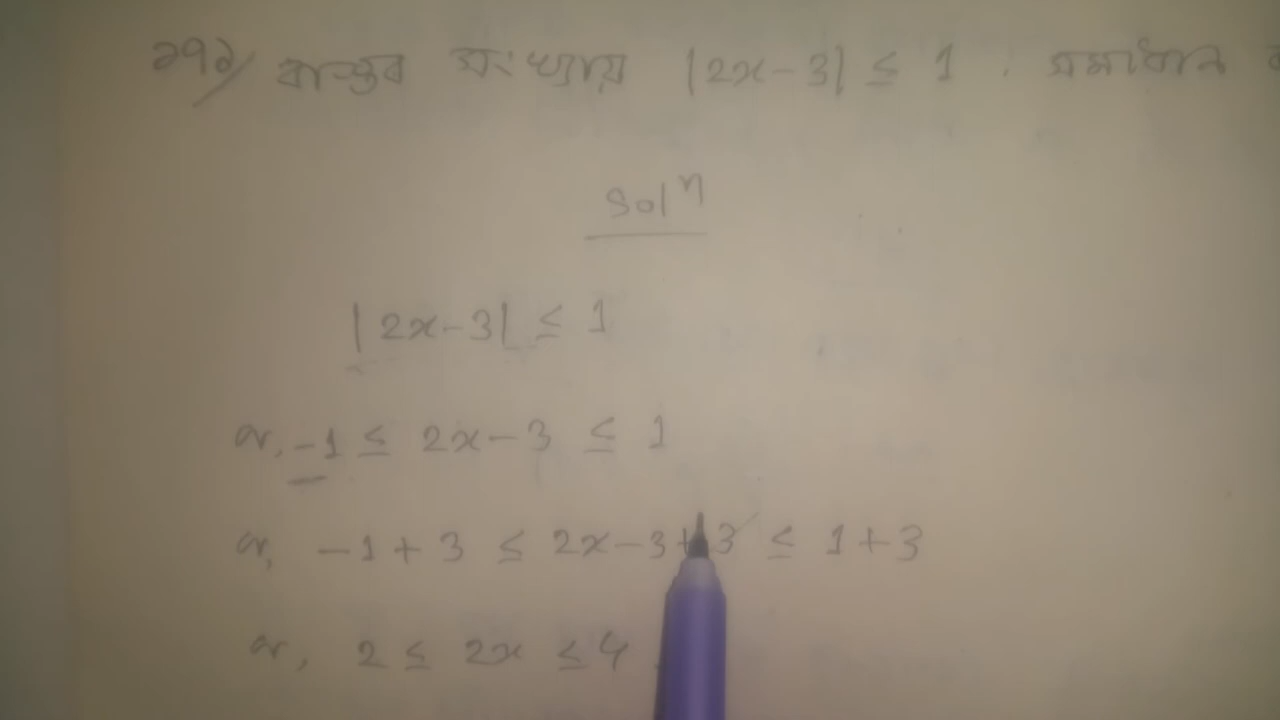 ২৭১/ বাস্তব সংখ্যায় |2x-3| ≤ 1 . সমাধান
Solⁿ
|2x-3| ≤ 1
or, -1 ≤ 2x-3 ≤ 1
or, -1+3 ≤ 2x-3+3 ≤ 1+3
or, 2 ≤ 2x ≤ 4